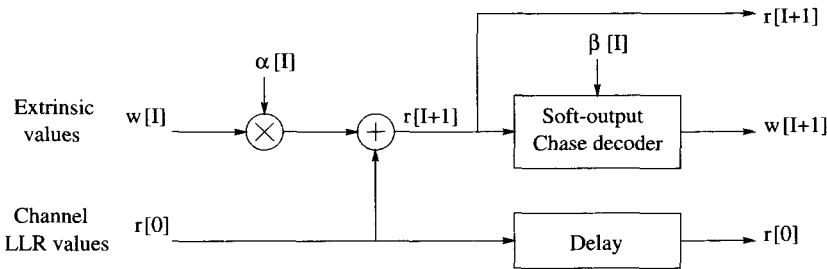 r[I+1]
β [I]
α [I]
Extrinsic
values
w[I]
r[I+1]
Soft-output
Chase decoder
w[I+1]
Channel
LLR values
r[0]
Delay
r[0]